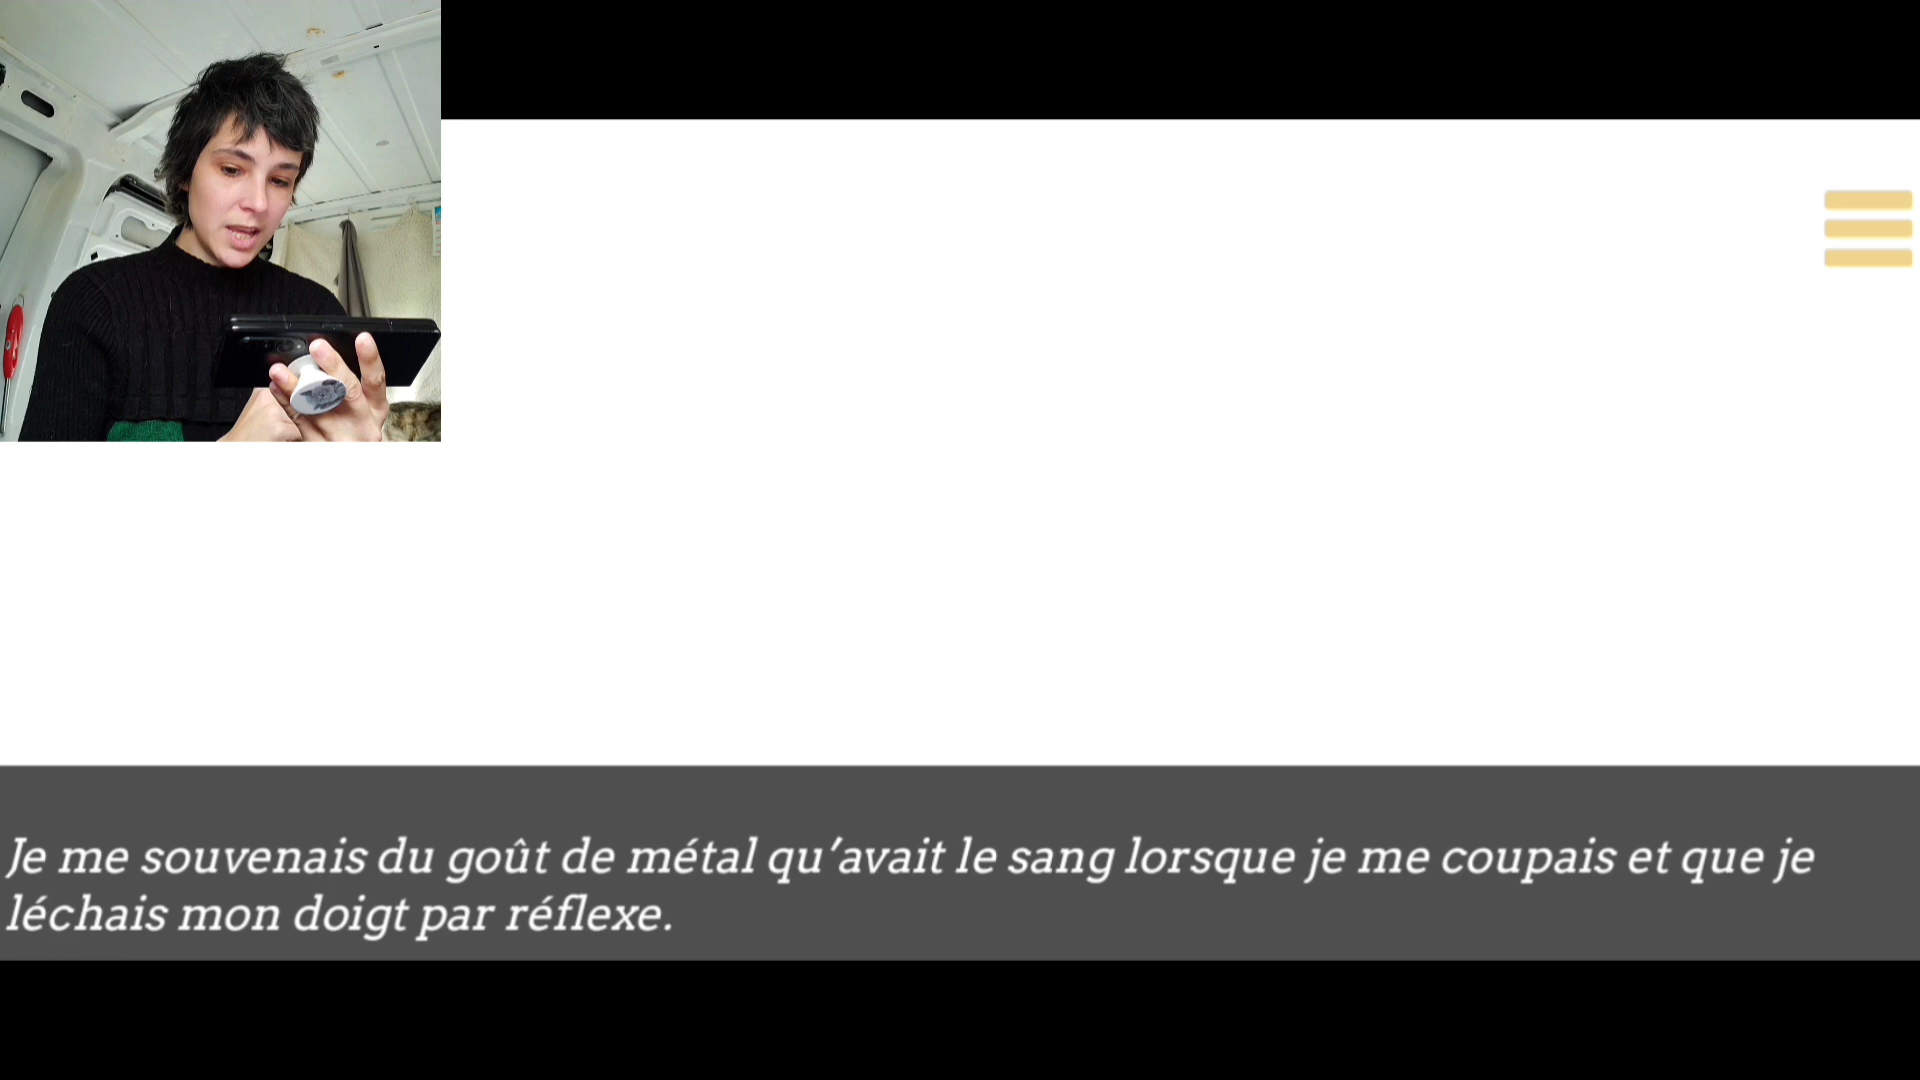 Je me souvenais du goût de métal qu’avait le sang lorsque je me coupais et que je
léchais mon doigt par réflexe.